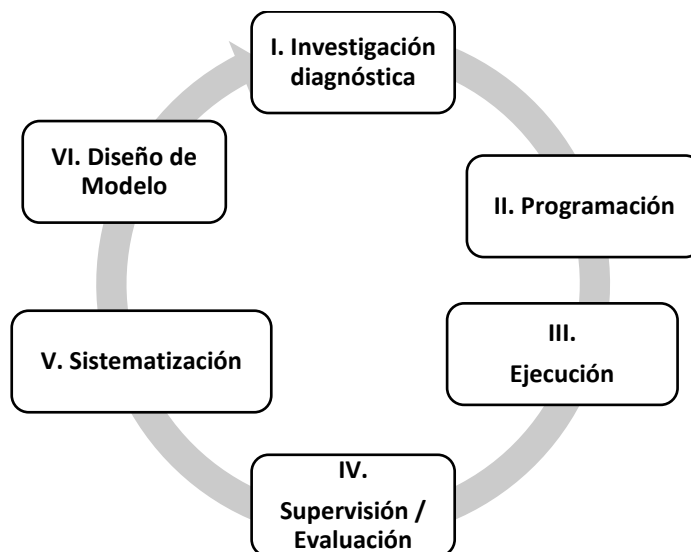 I. Investigación
diagnóstica
II. Programación
III.
Ejecución
IV.
Supervisión /
Evaluación
V. Sistematización
VI. Diseño de
Modelo